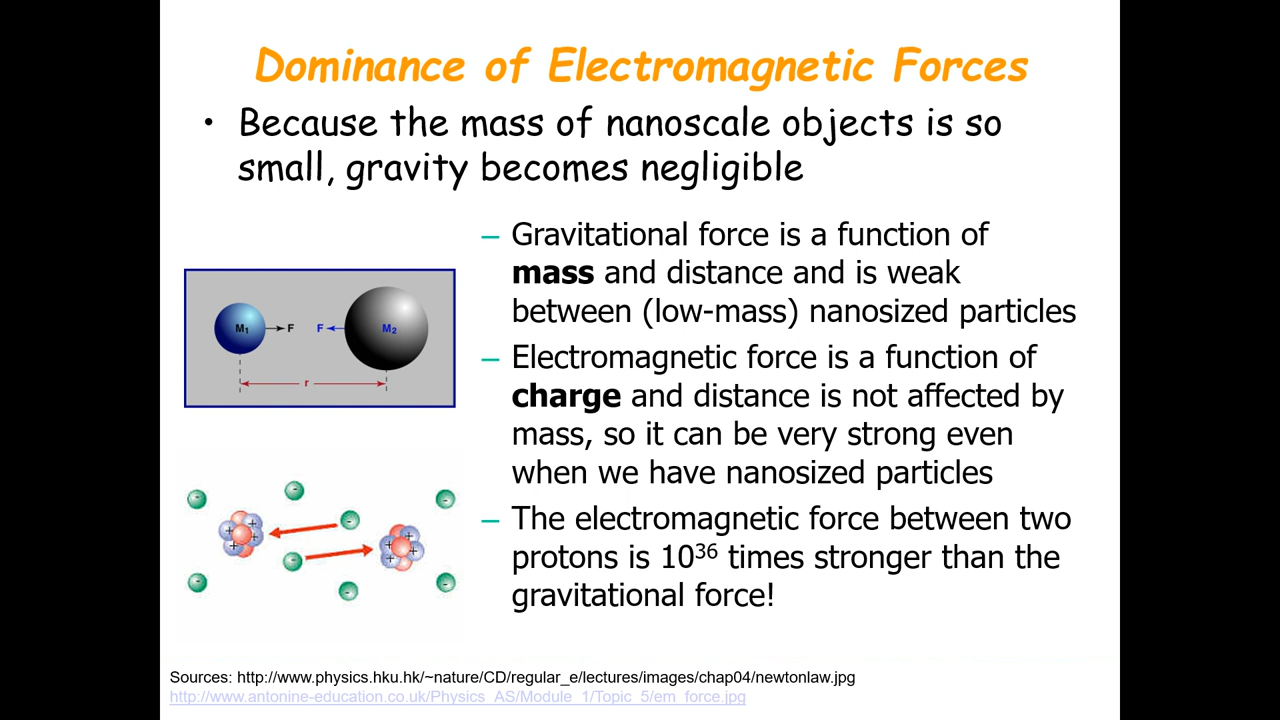 Dominance of Electromagnetic Forces
• Because the mass of nanoscale objects is so
small, gravity becomes negligible
– Gravitational force is a function of
mass and distance and is weak
between (low-mass) nanosized particles
– Electromagnetic force is a function of
charge and distance is not affected by
mass, so it can be very strong even
when we have nanosized particles
– The electromagnetic force between two
protons is 10³⁶ times stronger than the
gravitational force!
M₁ F F M₂
r
- - - -
+ + + +
+ + + +
- - -
- -
Sources: http://www.physics.hku.hk/~nature/CD/regular_e/lectures/images/chap04/newtonlaw.jpg
http://www.antonine-education.co.uk/Physics_AS/Module_1/Topic_5/em_force.jpg